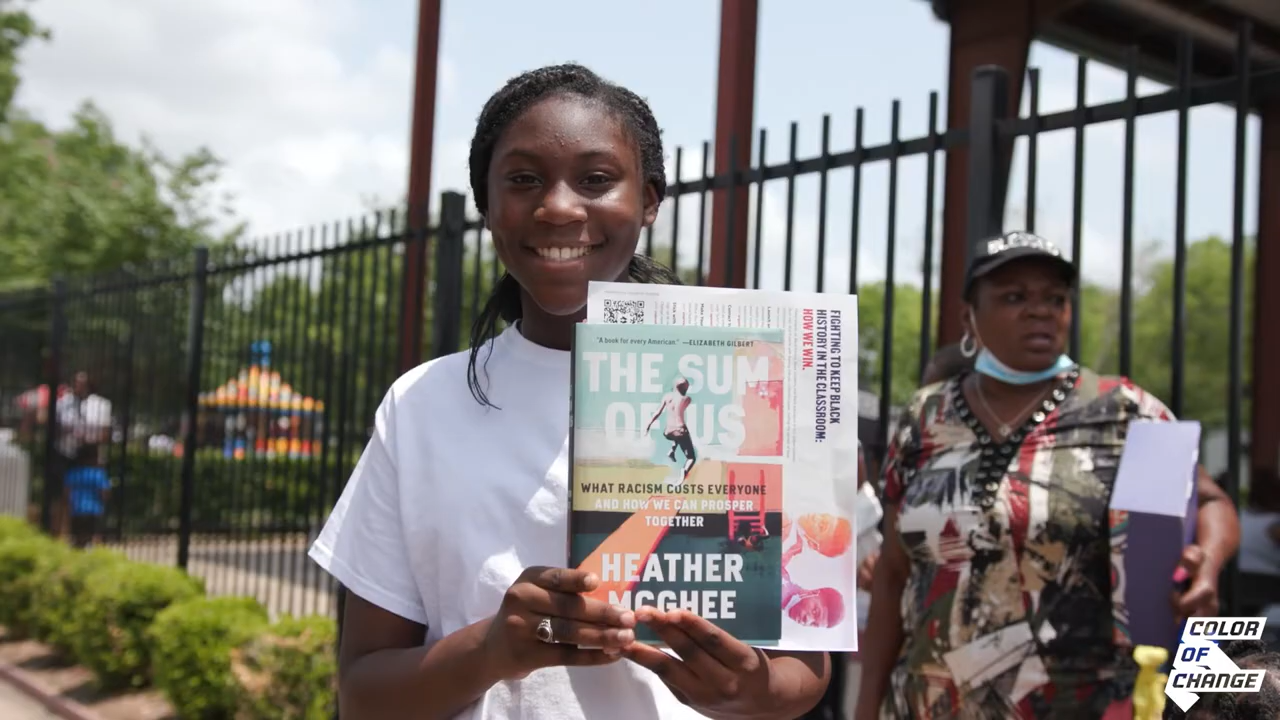 "A book for every American." —ELIZABETH GILBERT
THE SUM
OF US
WHAT RACISM COSTS EVERYONE
AND HOW WE CAN PROSPER
TOGETHER
HEATHER
MCGHEE
FIGHTING TO KEEP BLACK
HISTORY IN THE CLASSROOM:
HOW WE WIN.
COLOR
OF
CHANGE